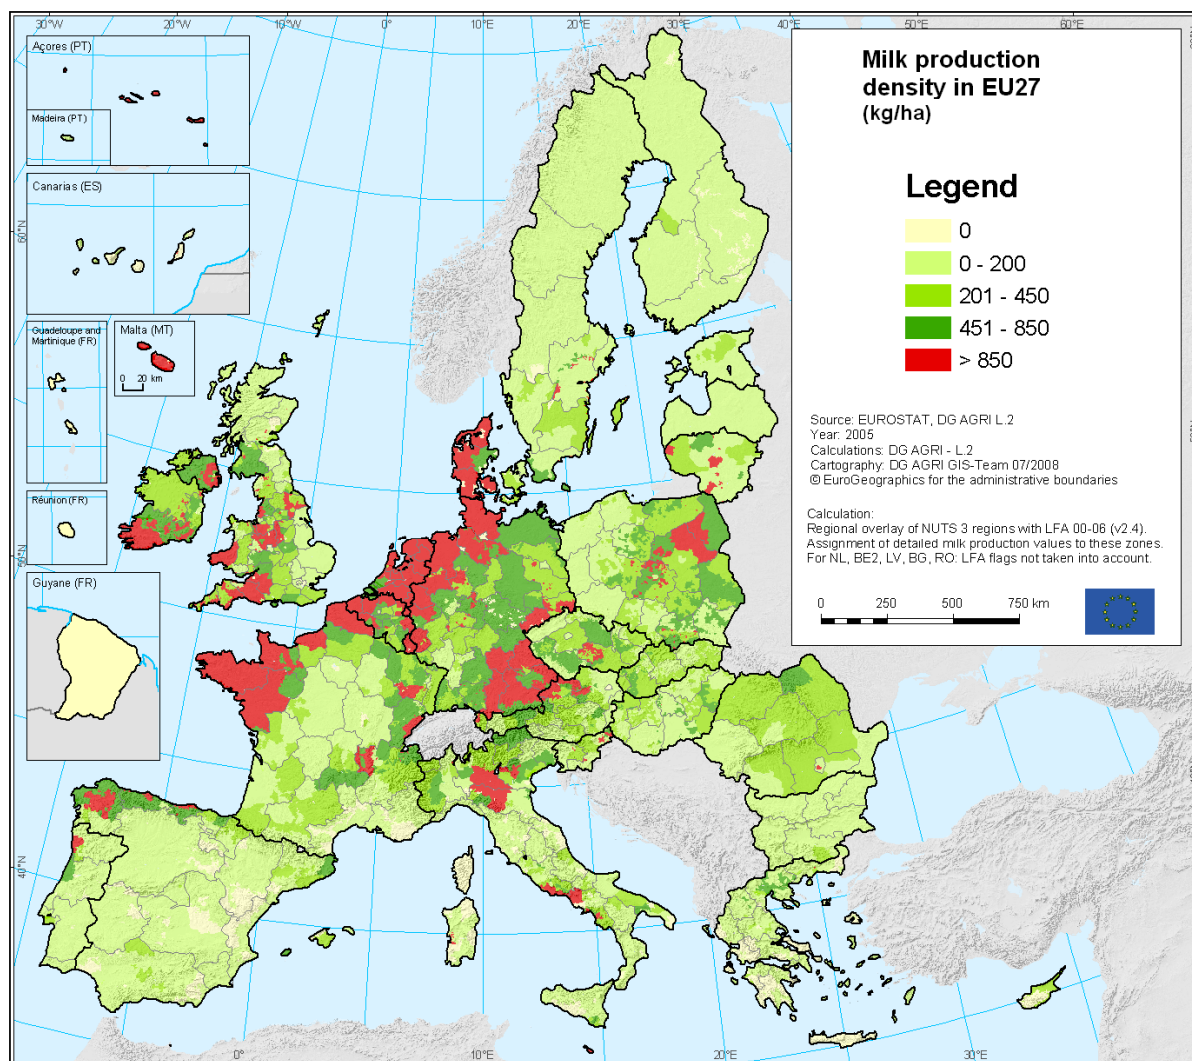 30°W
20°W
10°W
0°
10°E
20°E
30°E
40°E
60°E
Açores (PT)
Madeira (PT)
Canarias (ES)
Guadeloupe and
Martinique (FR)
Malta (MT)
0 20 km
Réunion (FR)
Guyane (FR)
60°N
50°N
40°N
Milk production
density in EU27
(kg/ha)
Legend
0
0 - 200
201 - 450
451 - 850
> 850
Source: EUROSTAT, DG AGRI L.2
Year: 2005
Calculations: DG AGRI - L.2
Cartography: DG AGRI GIS-Team 07/2008
© EuroGeographics for the administrative boundaries
Calculation:
Regional overlay of NUTS 3 regions with LFA 00-06 (v2.4).
Assignment of detailed milk production values to these zones.
For NL, BE2, LV, BG, RO: LFA flags not taken into account.
0 250 500 750 km
0°
10°E
20°E
30°E